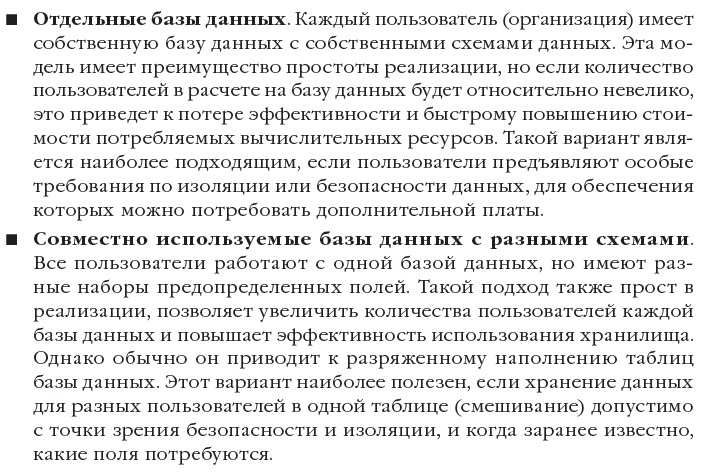 ■ Отдельные базы данных. Каждый пользователь (организация) имеет
собственную базу данных с собственными схемами данных. Эта мо-
дель имеет преимущество простоты реализации, но если количество
пользователей в расчете на базу данных будет относительно невелико,
это приведет к потере эффективности и быстрому повышению стои-
мости потребляемых вычислительных ресурсов. Такой вариант явля-
ется наиболее подходящим, если пользователи предъявляют особые
требования по изоляции или безопасности данных, для обеспечения
которых можно потребовать дополнительной платы.
■ Совместно используемые базы данных с разными схемами.
Все пользователи работают с одной базой данных, но имеют раз-
ные наборы предопределенных полей. Такой подход также прост в
реализации, позволяет увеличить количества пользователей каждой
базы данных и повышает эффективность использования хранилища.
Однако обычно он приводит к разряженному наполнению таблиц
базы данных. Этот вариант наиболее полезен, если хранение данных
для разных пользователей в одной таблице (смешивание) допустимо
с точки зрения безопасности и изоляции, и когда заранее известно,
какие поля потребуются.